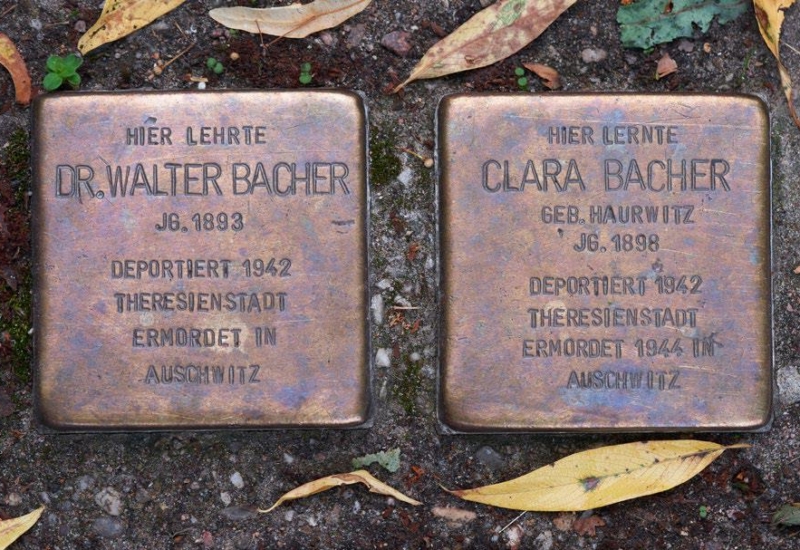 HIER LEHRTE
DR. WALTER BACHER
JG. 1893
DEPORTIERT 1942
THERESIENSTADT
ERMORDET IN
AUSCHWITZ
HIER LERNTE
CLARA BACHER
GEB. HAURWITZ
JG. 1898
DEPORTIERT 1942
THERESIENSTADT
ERMORDET 1944 IN
AUSCHWITZ